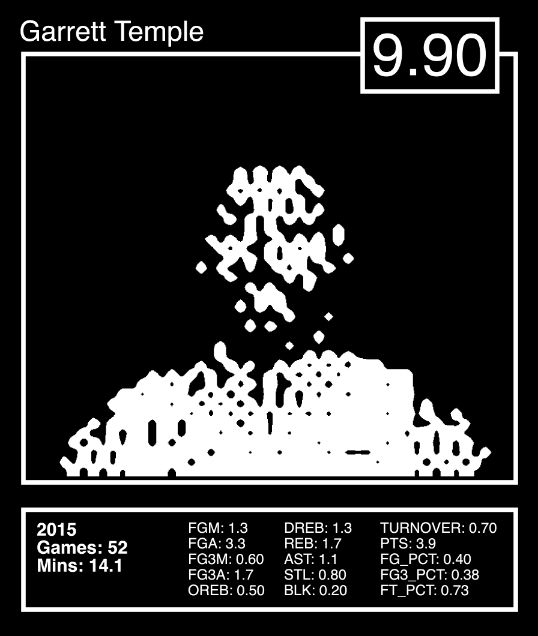 Garrett Temple
9.90
2015
Games: 52
Mins: 14.1
FGM: 1.3
FGA: 3.3
FG3M: 0.60
FG3A: 1.7
OREB: 0.50
DREB: 1.3
REB: 1.7
AST: 1.1
STL: 0.80
BLK: 0.20
TURNOVER: 0.70
PTS: 3.9
FG_PCT: 0.40
FG3_PCT: 0.38
FT_PCT: 0.73